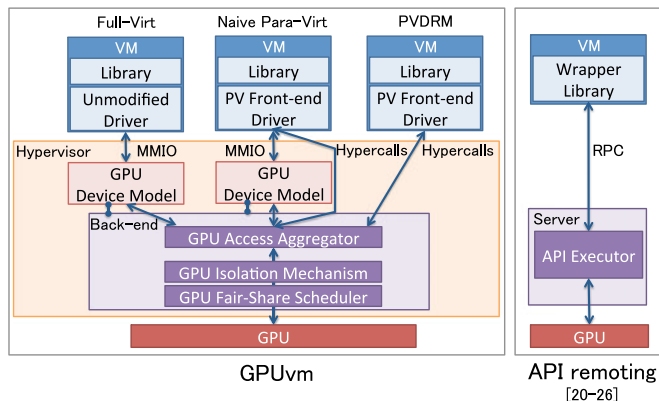 Full-Virt
Naive Para-Virt
PVDRM
VM
VM
VM
VM
Library
Library
Library
Wrapper
Library
Unmodified
Driver
PV Front-end
Driver
PV Front-end
Driver
Hypervisor
MMIO
MMIO
Hypercalls
Hypercalls
RPC
GPU
Device Model
GPU
Device Model
Back-end
GPU Access Aggregator
GPU Isolation Mechanism
GPU Fair-Share Scheduler
GPU
Server
API Executor
GPU
GPUvm
API remoting
[20-26]